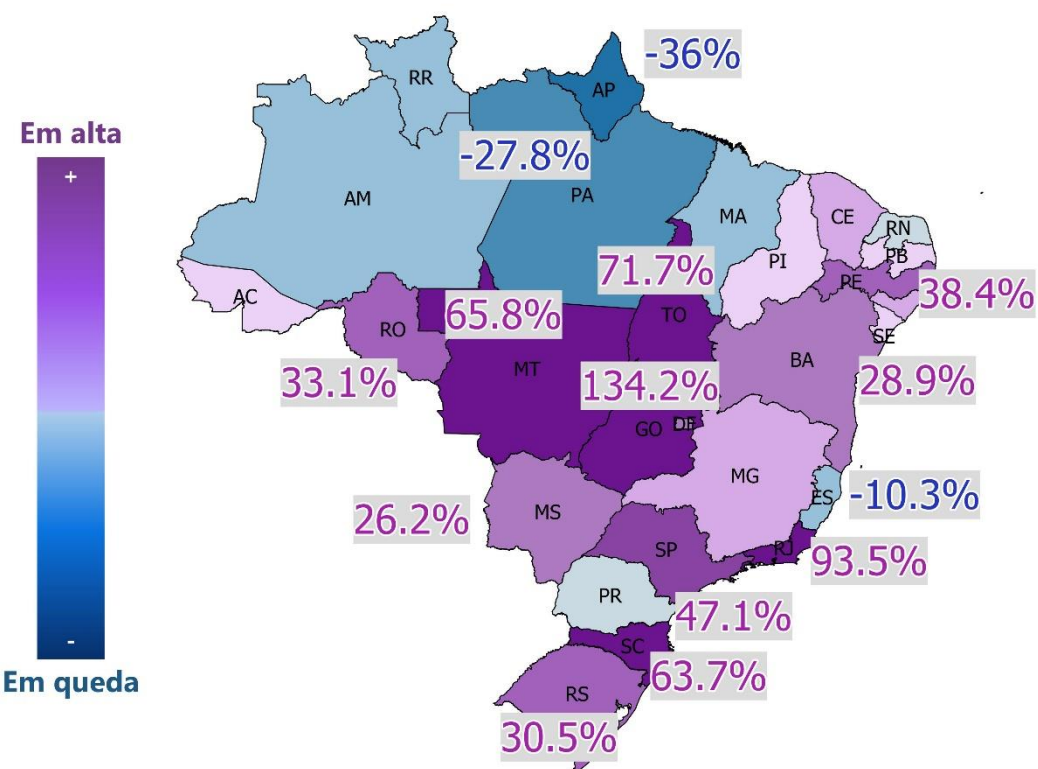 Em alta
+
-
Em queda
-36%
RR
AP
-27.8%
AM
PA
MA
CE
RN
PI
PB
71.7%
PE
38.4%
AC
65.8%
TO
RO
SE
MT
BA
33.1%
134.2%
28.9%
GO
DF
MG
-10.3%
ES
26.2%
MS
SP
RJ
93.5%
PR
47.1%
SC
63.7%
RS
30.5%